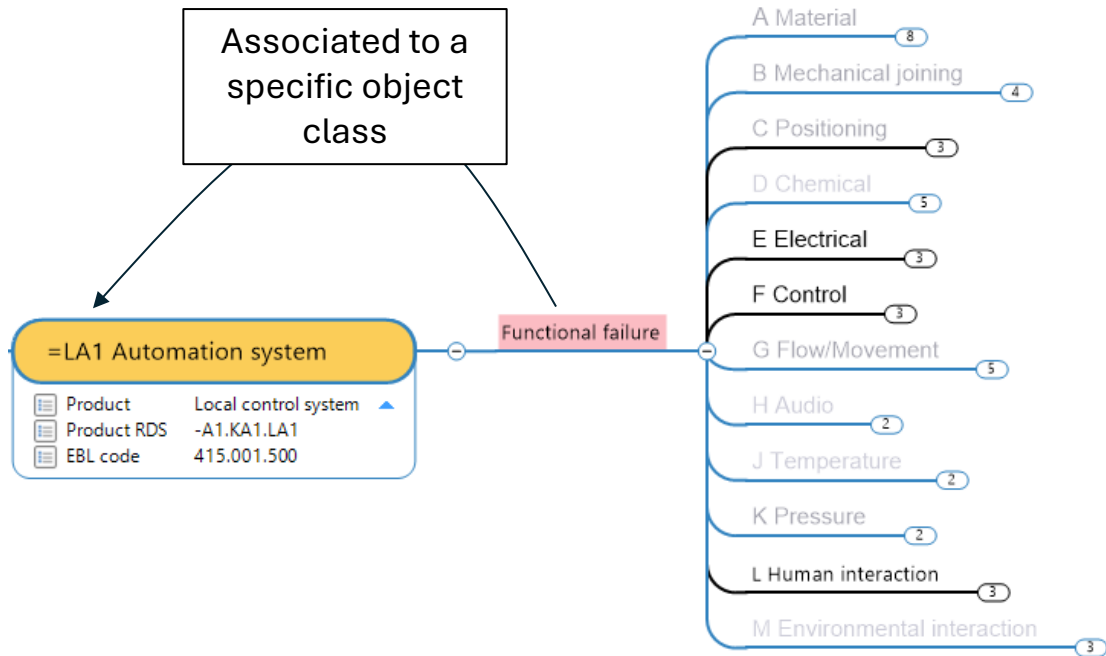 Associated to a
specific object
class
=LA1 Automation system
Product Local control system
Product RDS -A1.KA1.LA1
EBL code 415.001.500
Functional failure
A Material 8
B Mechanical joining 4
C Positioning 3
D Chemical 5
E Electrical 3
F Control 3
G Flow/Movement 5
H Audio 2
J Temperature 2
K Pressure 2
L Human interaction 3
M Environmental interaction 3